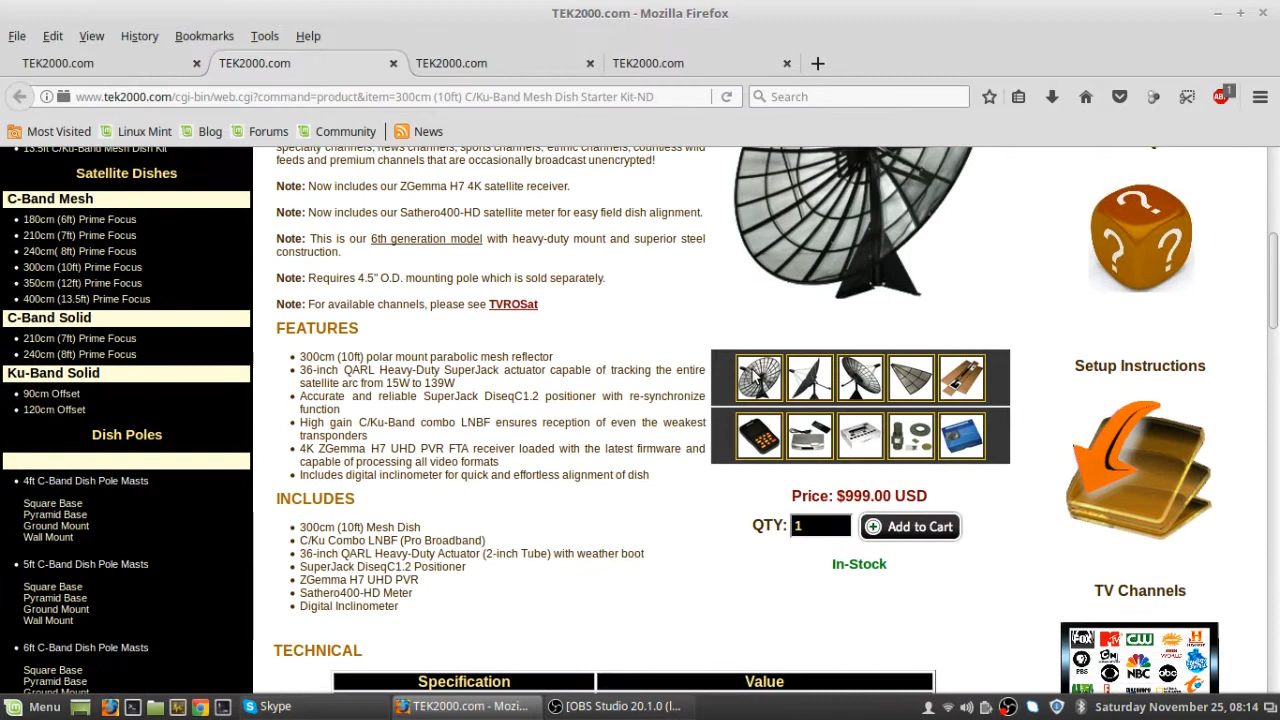 TEK2000.com - Mozilla Firefox
File Edit View History Bookmarks Tools Help
TEK2000.com TEK2000.com TEK2000.com TEK2000.com
www.tek2000.com/cgi-bin/web.cgi?command=product&item=300cm (10ft) C/Ku-Band Mesh Dish Starter Kit-ND
Search
1
Most Visited Linux Mint Blog Forums Community News
13.5ft C/Ku-Band Mesh Dish Kit
Satellite Dishes
C-Band Mesh
180cm (6ft) Prime Focus
210cm (7ft) Prime Focus
240cm( 8ft) Prime Focus
300cm (10ft) Prime Focus
350cm (12ft) Prime Focus
400cm (13.5ft) Prime Focus
C-Band Solid
210cm (7ft) Prime Focus
240cm (8ft) Prime Focus
Ku-Band Solid
90cm Offset
120cm Offset
Dish Poles
4ft C-Band Dish Pole Masts
Square Base
Pyramid Base
Ground Mount
Wall Mount
5ft C-Band Dish Pole Masts
Square Base
Pyramid Base
Ground Mount
Wall Mount
6ft C-Band Dish Pole Masts
Square Base
Pyramid Base
Ground Mount
specialty channels, news channels, sports channels, ethnic channels, countless wild
feeds and premium channels that are occasionally broadcast unencrypted!
Note: Now includes our ZGemma H7 4K satellite receiver.
Note: Now includes our Sathero400-HD satellite meter for easy field dish alignment.
Note: This is our 6th generation model with heavy-duty mount and superior steel
construction.
Note: Requires 4.5" O.D. mounting pole which is sold separately.
Note: For available channels, please see TVROSat
FEATURES
300cm (10ft) polar mount parabolic mesh reflector
36-inch QARL Heavy-Duty SuperJack actuator capable of tracking the entire
satellite arc from 15W to 139W
Accurate and reliable SuperJack DiseqC1.2 positioner with re-synchronize
function
High gain C/Ku-Band combo LNBF ensures reception of even the weakest
transponders
4K ZGemma H7 UHD PVR FTA receiver loaded with the latest firmware and
capable of processing all video formats
Includes digital inclinometer for quick and effortless alignment of dish
INCLUDES
300cm (10ft) Mesh Dish
C/Ku Combo LNBF (Pro Broadband)
36-inch QARL Heavy-Duty Actuator (2-inch Tube) with weather boot
SuperJack DiseqC1.2 Positioner
ZGemma H7 UHD PVR
Sathero400-HD Meter
Digital Inclinometer
TECHNICAL
Specification Value
Price: $999.00 USD
QTY: 1 Add to Cart
In-Stock
? ? ?
Setup Instructions
TV Channels
FOX MTV CW H
PBS CN NBC abc
Menu Skype TEK2000.com - Mozi... [OBS Studio 20.1.0 (l... Saturday November 25, 08:14